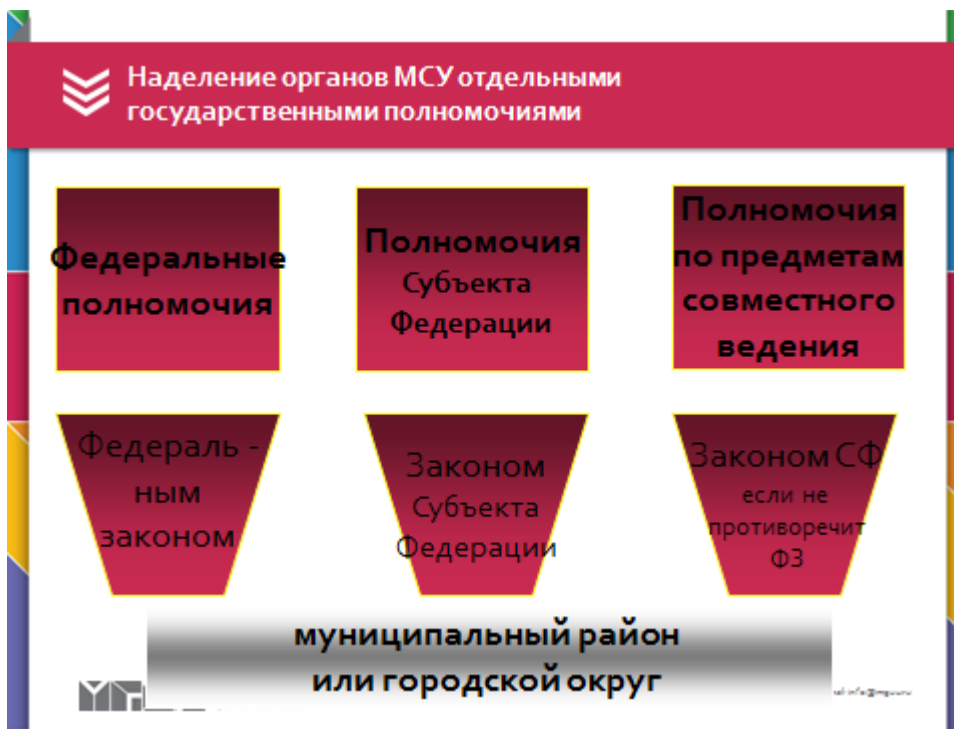 Наделение органов МСУ отдельными
государственными полномочиями
Федеральные
полномочия
Полномочия
Субъекта
Федерации
Полномочия
по предметам
совместного
ведения
Федераль -
ным
законом
Законом
Субъекта
Федерации
Законом СФ
если не
противоречит
ФЗ
муниципальный район
или городской округ